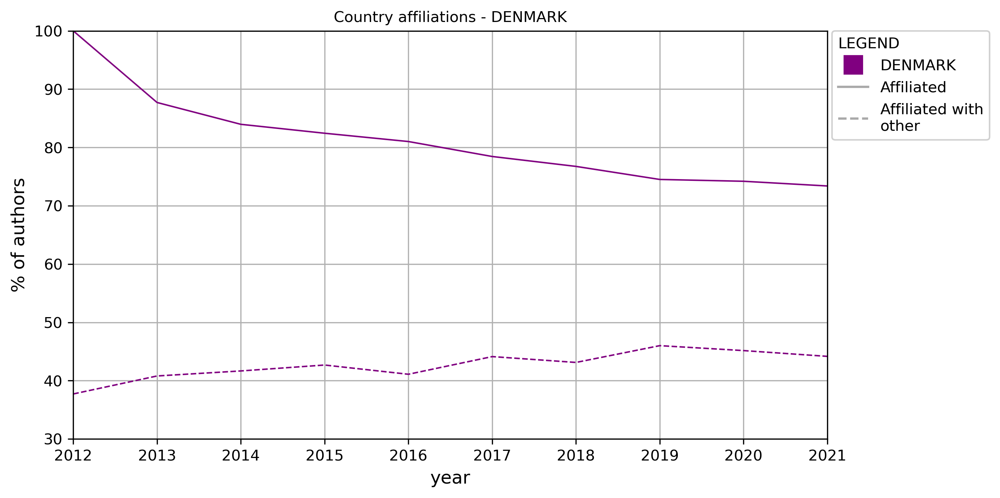 Country affiliations - DENMARK
100
90
80
70
60
50
40
30
% of authors
2012 2013 2014 2015 2016 2017 2018 2019 2020 2021
year
LEGEND
DENMARK
Affiliated
Affiliated with
other